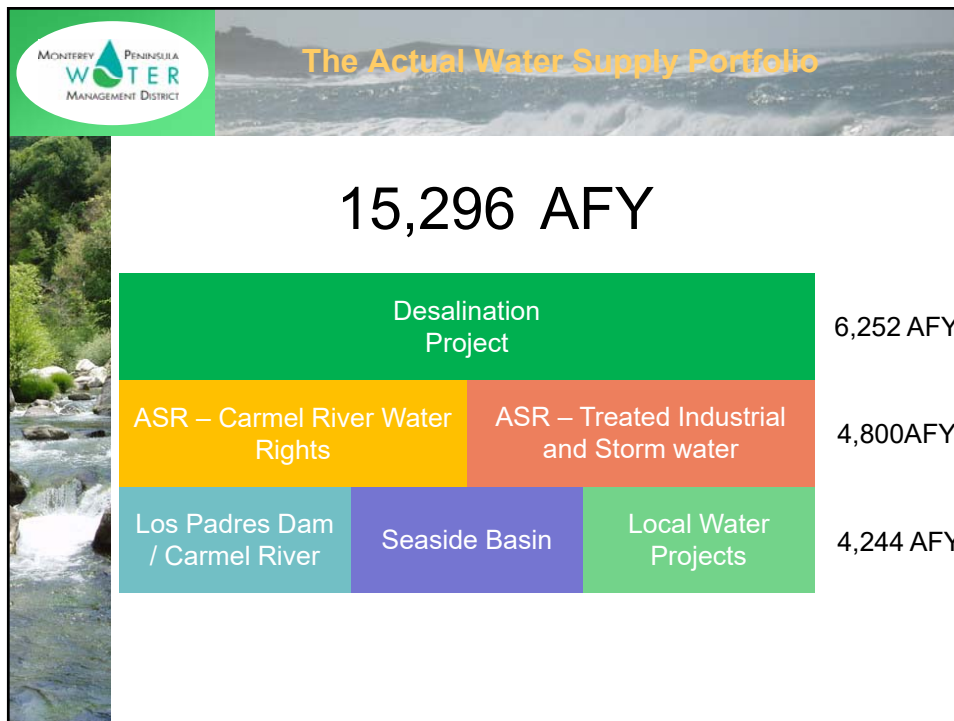 MONTEREY PENINSULA
WATER
MANAGEMENT DISTRICT
The Actual Water Supply Portfolio
15,296 AFY
Desalination
Project
6,252 AFY
ASR – Carmel River Water
Rights
ASR – Treated Industrial
and Storm water
4,800AFY
Los Padres Dam
/ Carmel River
Seaside Basin
Local Water
Projects
4,244 AFY